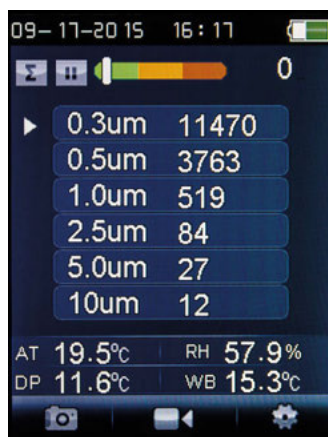 09-17-2015 16:17
Σ 0
0.3um 11470
0.5um 3763
1.0um 519
2.5um 84
5.0um 27
10um 12
AT 19.5°C RH 57.9%
DP 11.6°C WB 15.3°C